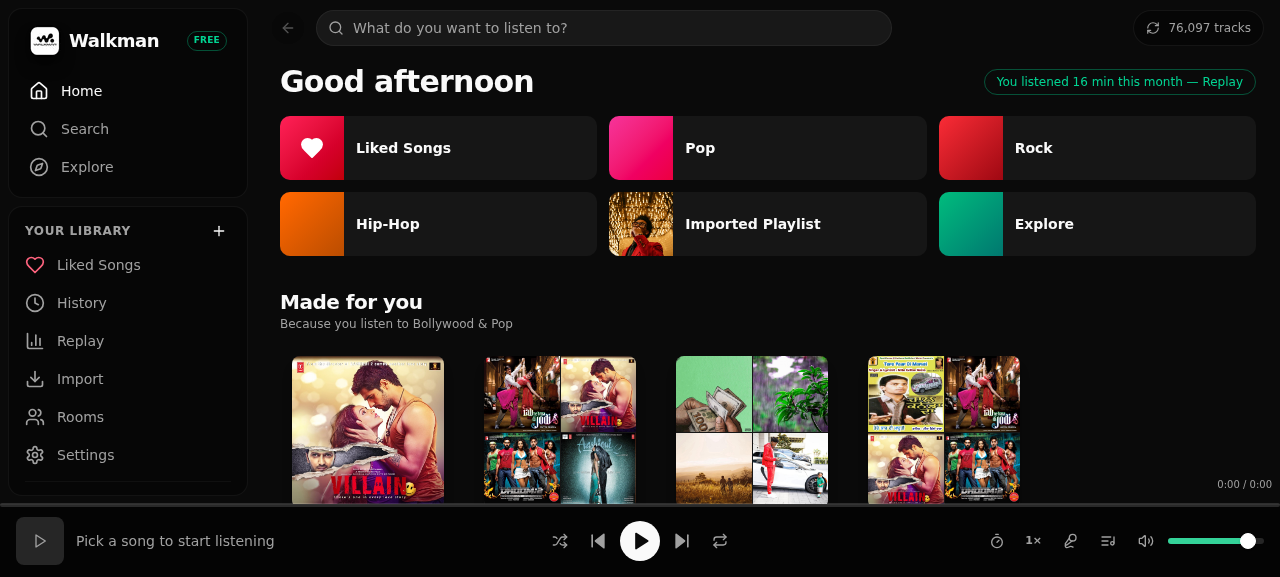 Walkman
FREE
Home
Search
Explore
YOUR LIBRARY
Liked Songs
History
Replay
Import
Rooms
Settings
What do you want to listen to?
76,097 tracks
Good afternoon
You listened 16 min this month — Replay
Liked Songs
Pop
Rock
Hip-Hop
Imported Playlist
Explore
Made for you
Because you listen to Bollywood & Pop
VILLAIN
0:00 / 0:00
Pick a song to start listening
1×